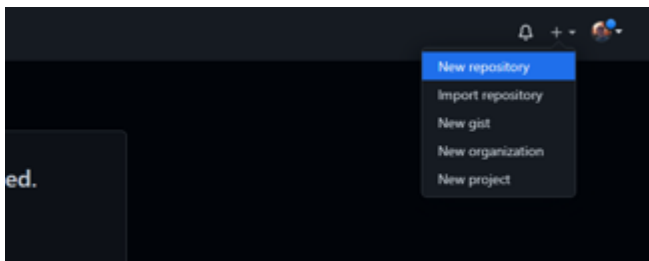 New repository
Import repository
New gist
ed.
New organization
New project